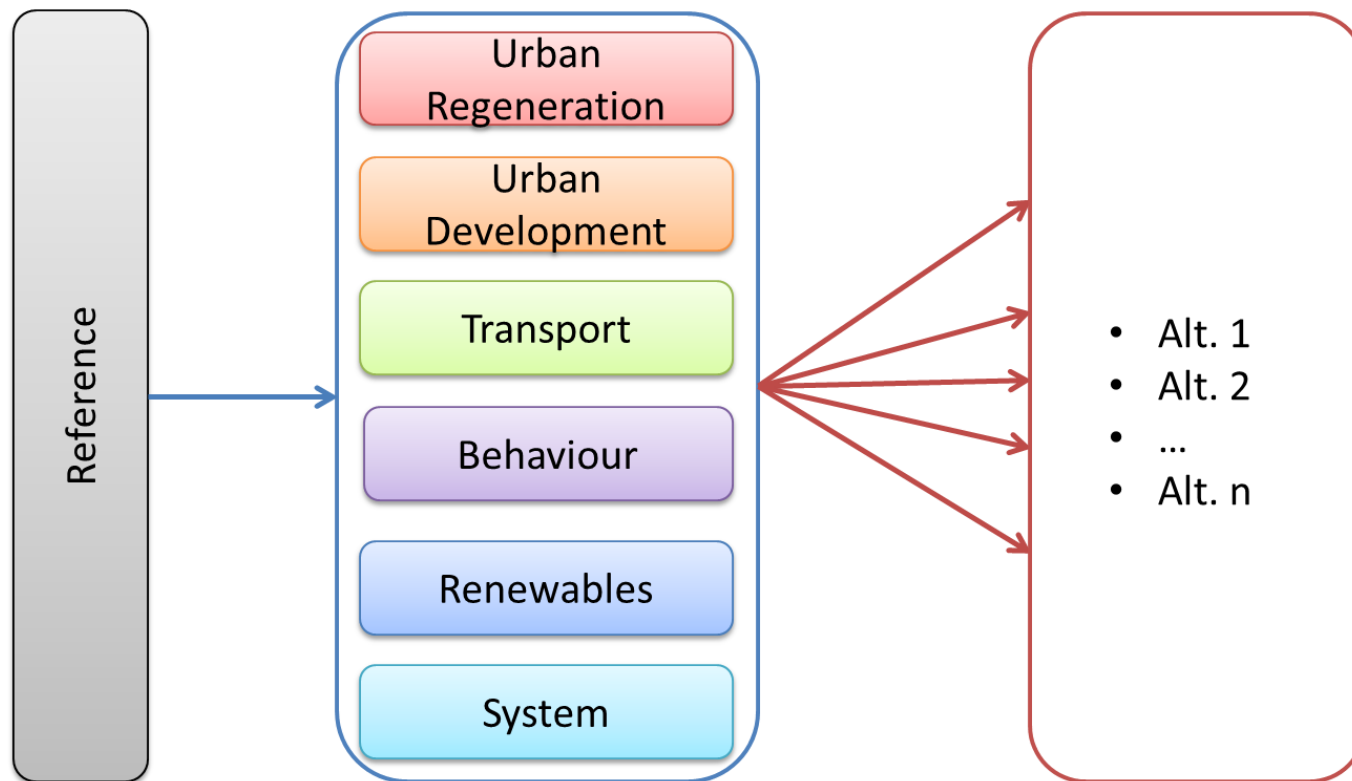 Reference
Urban
Regeneration
Urban
Development
Transport
Behaviour
Renewables
System
• Alt. 1
• Alt. 2
• ...
• Alt. n